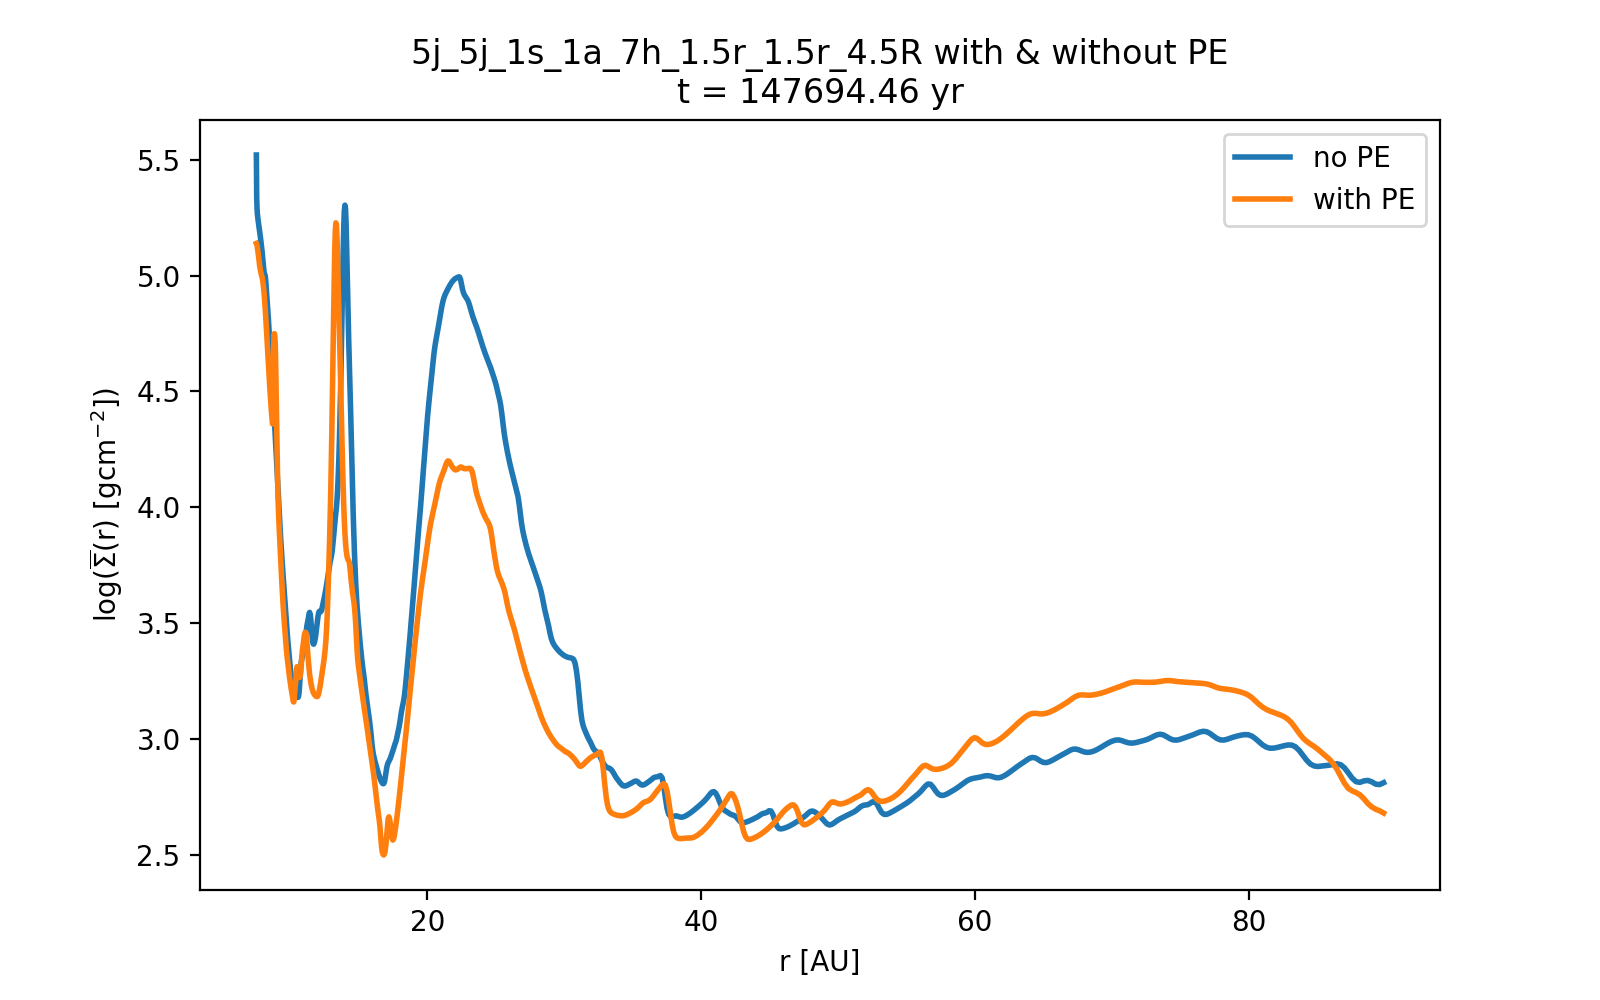 5j_5j_1s_1a_7h_1.5r_1.5r_4.5R with & without PE
t = 147694.46 yr
no PE
with PE
5.5
5.0
4.5
4.0
3.5
3.0
2.5
log(Σ̅(r) [gcm⁻²])
20 40 60 80
r [AU]